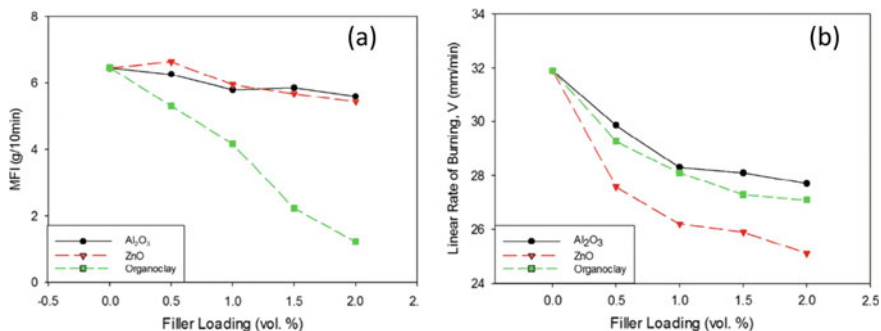 (a)
8
6
4
2
0
MFI (g/10min)
-0.5 0.0 0.5 1.0 1.5 2.0 2.
Filler Loading (vol. %)
Al₂O₃
ZnO
Organoclay
(b)
34
32
30
28
26
24
Linear Rate of Burning, V (mm/min)
0.0 0.5 1.0 1.5 2.0 2.
Filler Loading (vol. %)
Al2O3
ZnO
Organoclay